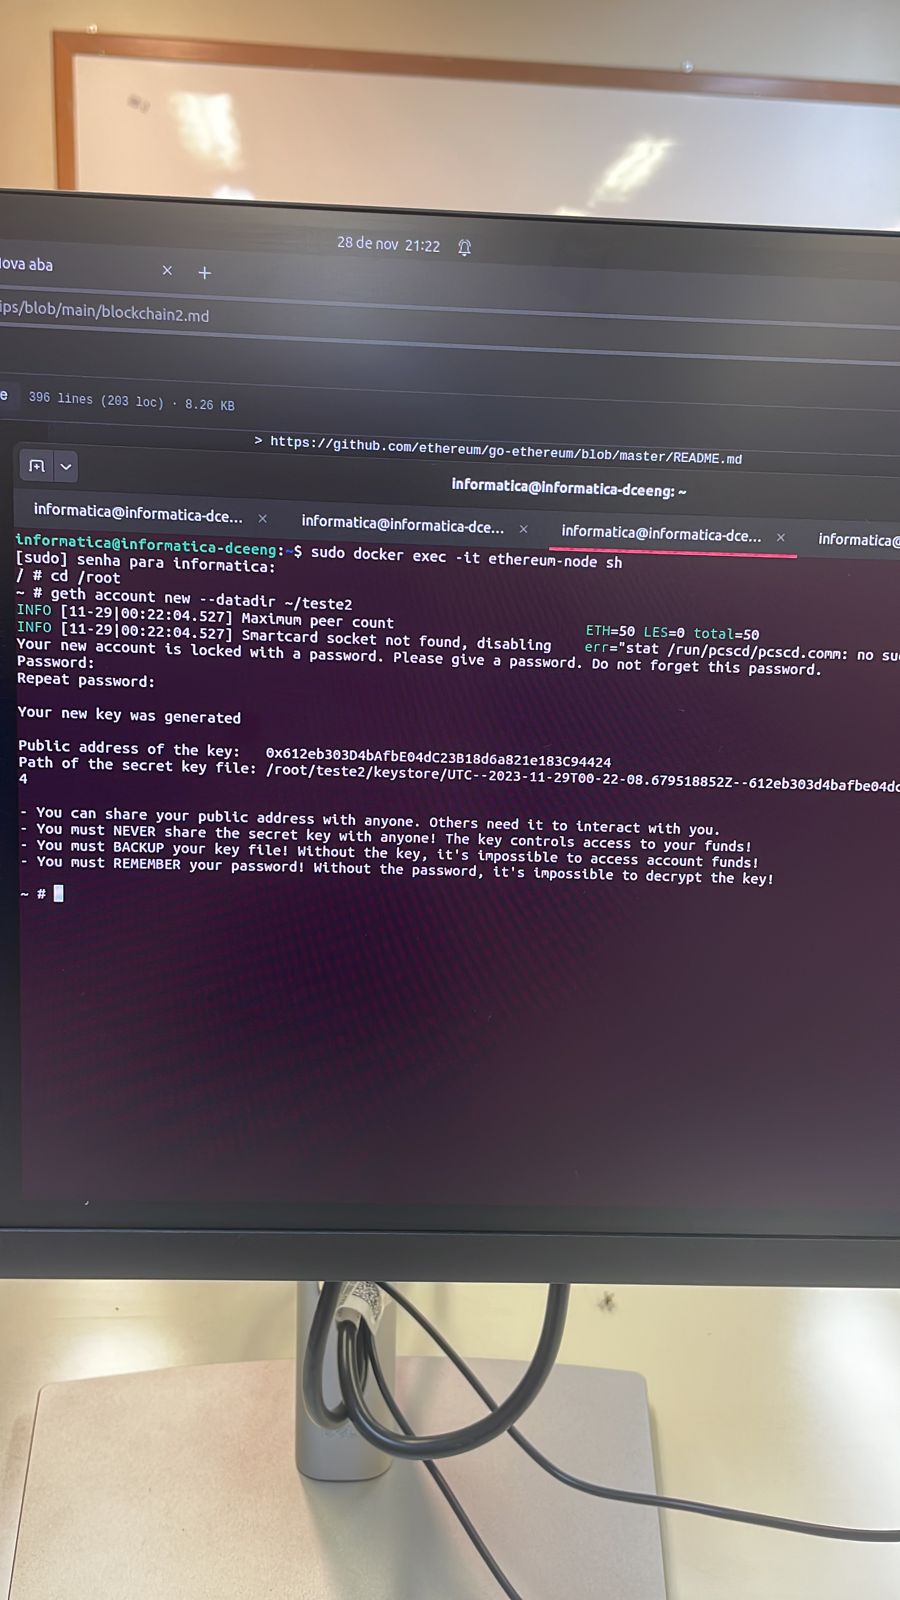 28 de nov 21:22
ova aba
ips/blob/main/blockchain2.md
e 396 lines (203 loc) · 8.26 KB
> https://github.com/ethereum/go-ethereum/blob/master/README.md
informatica@informatica-dceeng: ~
informatica@informatica-dce... informatica@informatica-dce... informatica@informatica-dce... informatica@
informatica@informatica-dceeng:~$ sudo docker exec -it ethereum-node sh
[sudo] senha para informatica:
/ # cd /root
~ # geth account new --datadir ~/teste2
INFO [11-29|00:22:04.527] Maximum peer count ETH=50 LES=0 total=50
INFO [11-29|00:22:04.527] Smartcard socket not found, disabling err="stat /run/pcscd/pcscd.comm: no su
Your new account is locked with a password. Please give a password. Do not forget this password.
Password:
Repeat password:
Your new key was generated
Public address of the key: 0x612eb303D4bAfbE04dC23B18d6a821e183C94424
Path of the secret key file: /root/teste2/keystore/UTC--2023-11-29T00-22-08.679518852Z--612eb303d4bafbe04dc
4
- You can share your public address with anyone. Others need it to interact with you.
- You must NEVER share the secret key with anyone! The key controls access to your funds!
- You must BACKUP your key file! Without the key, it's impossible to access account funds!
- You must REMEMBER your password! Without the password, it's impossible to decrypt the key!
~ #